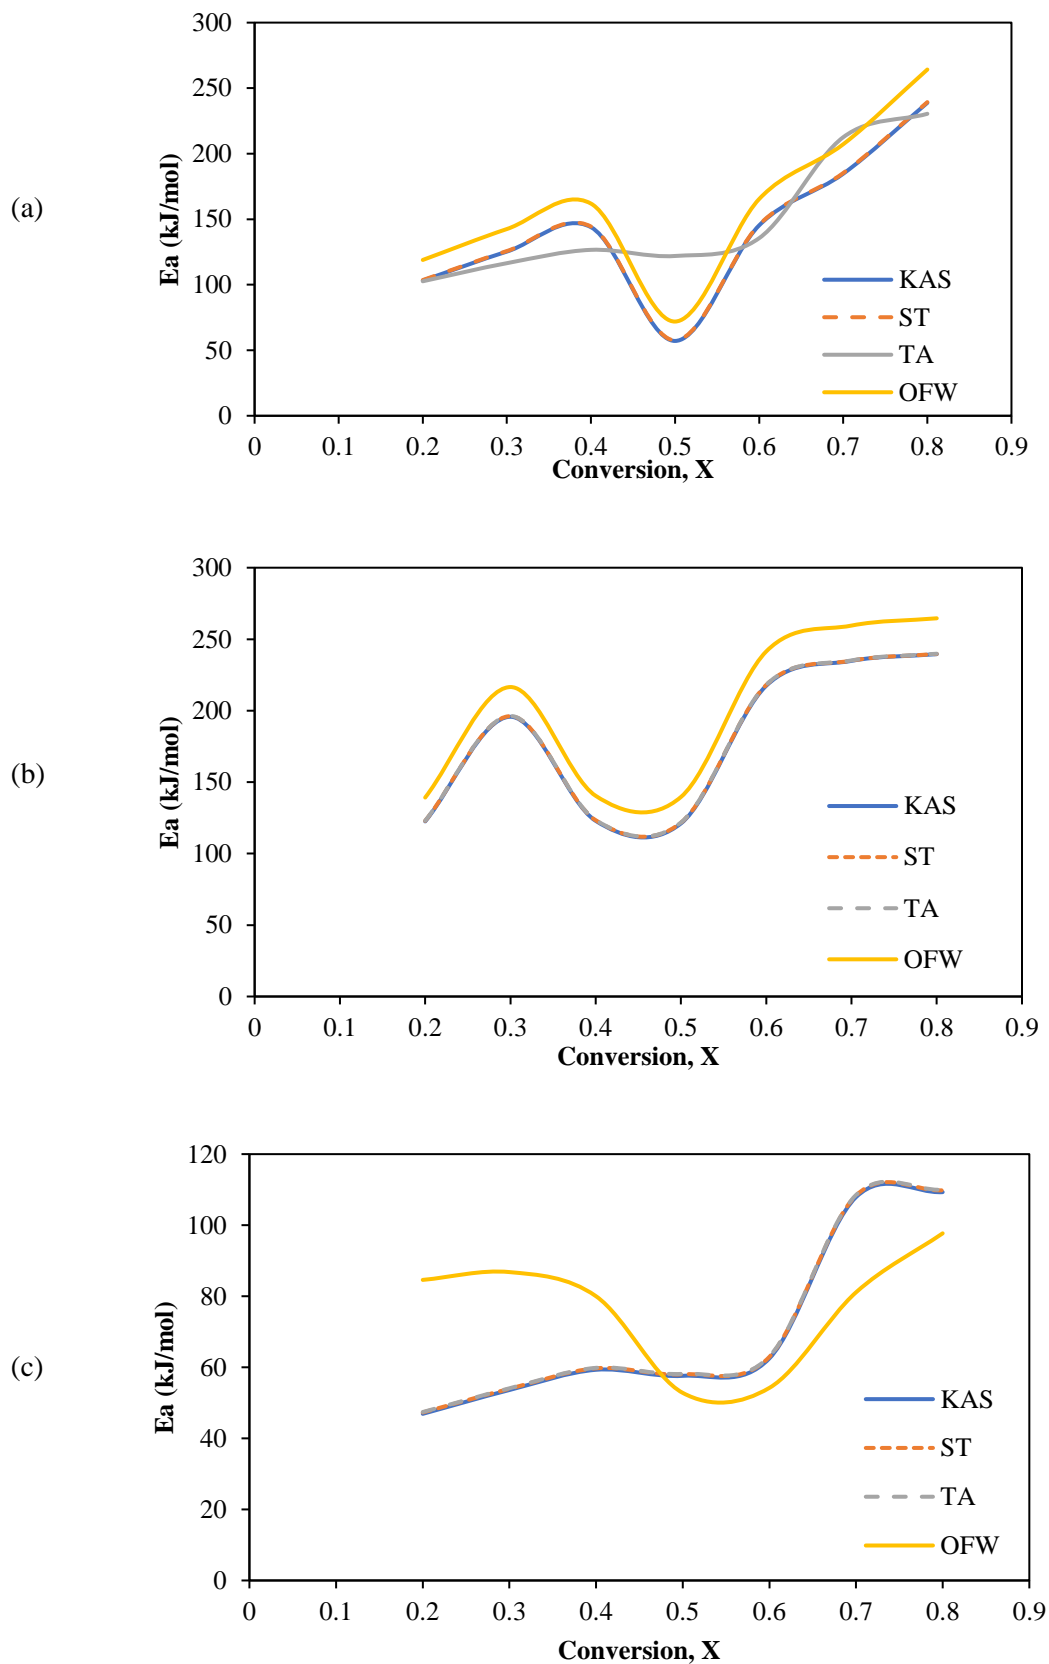 (a)
Ea (kJ/mol)
300
250
200
150
100
50
0
0 0.1 0.2 0.3 0.4 0.5 0.6 0.7 0.8 0.9
Conversion, X
KAS
ST
TA
OFW
(b)
Ea (kJ/mol)
300
250
200
150
100
50
0
0 0.1 0.2 0.3 0.4 0.5 0.6 0.7 0.8 0.9
Conversion, X
KAS
ST
TA
OFW
(c)
Ea (kJ/mol)
120
100
80
60
40
20
0
0 0.1 0.2 0.3 0.4 0.5 0.6 0.7 0.8 0.9
Conversion, X
KAS
ST
TA
OFW